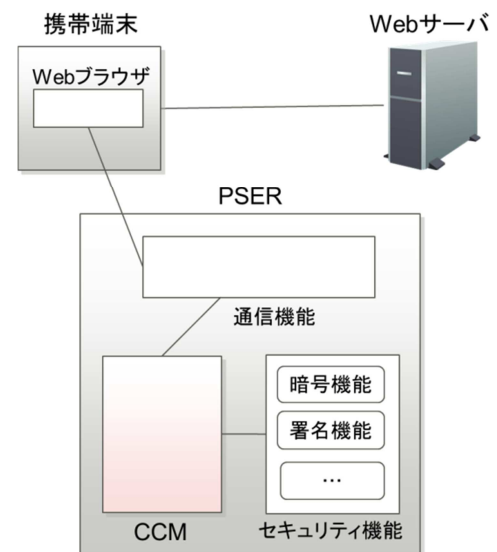 携帯端末
Webサーバ
Webブラウザ
PSER
通信機能
暗号機能
署名機能
…
CCM
セキュリティ機能